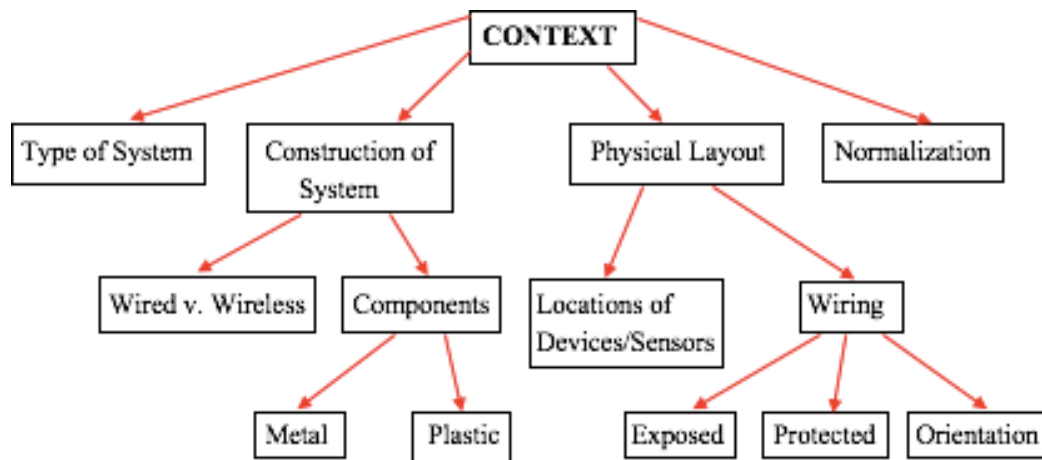 CONTEXT
Type of System
Construction of
System
Physical Layout
Normalization
Wired v. Wireless
Components
Locations of
Devices/Sensors
Wiring
Metal
Plastic
Exposed
Protected
Orientation